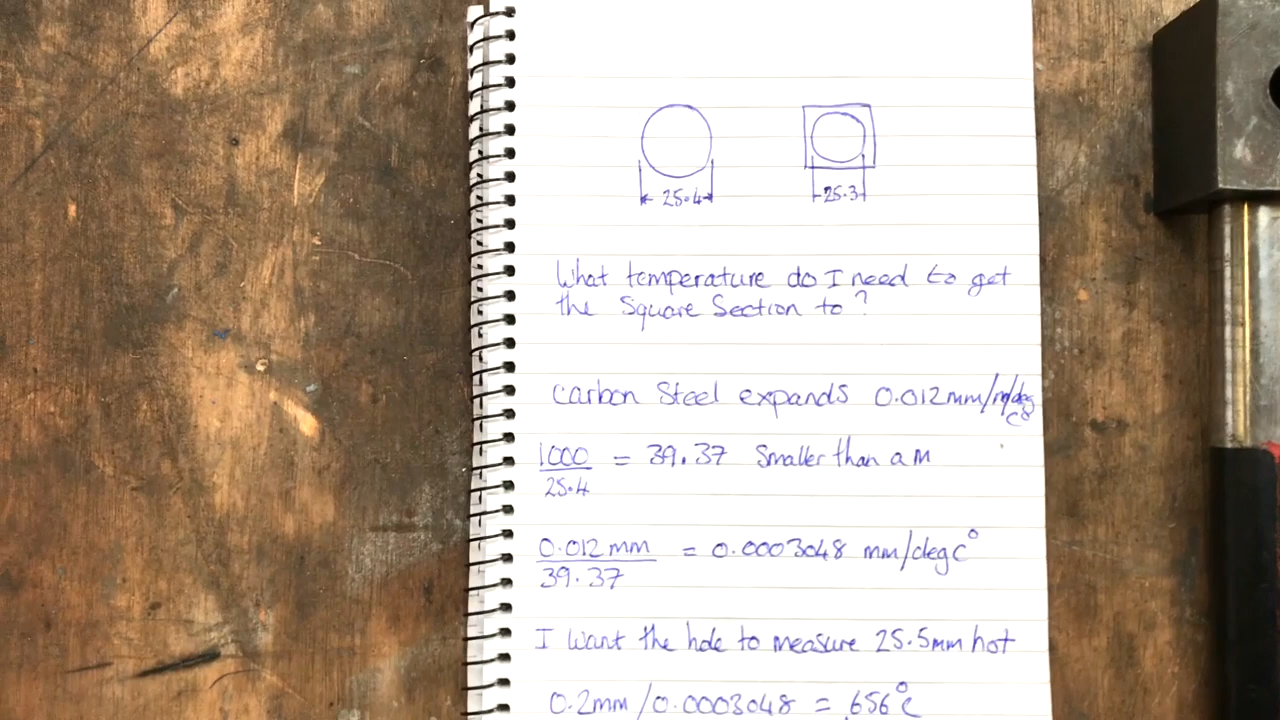 25.4 25.3
What temperature do I need to get
the Square Section to?
Carbon Steel expands 0.012mm/m/deg
C°
1000
25.4
= 39.37 Smaller than a M
0.012 mm
39.37
= 0.0003048 mm/deg C°
I want the hole to measure 25.5mm hot
0.2mm/0.0003048 = 656°C